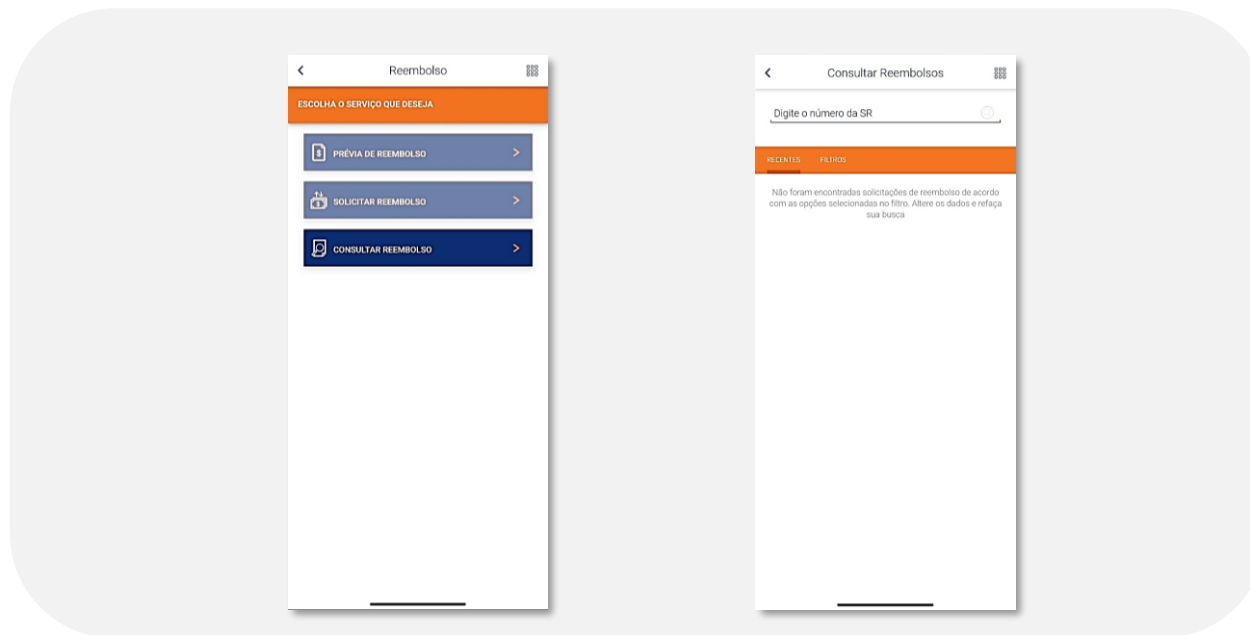 Reembolso
ESCOLHA O SERVIÇO QUE DESEJA
PRÉVIA DE REEMBOLSO
SOLICITAR REEMBOLSO
CONSULTAR REEMBOLSO
Consultar Reembolsos
Digite o número da SR
RECENTES FILTROS
Não foram encontradas solicitações de reembolso de acordo
com as opções selecionadas no filtro. Altere os dados e refaça
sua busca